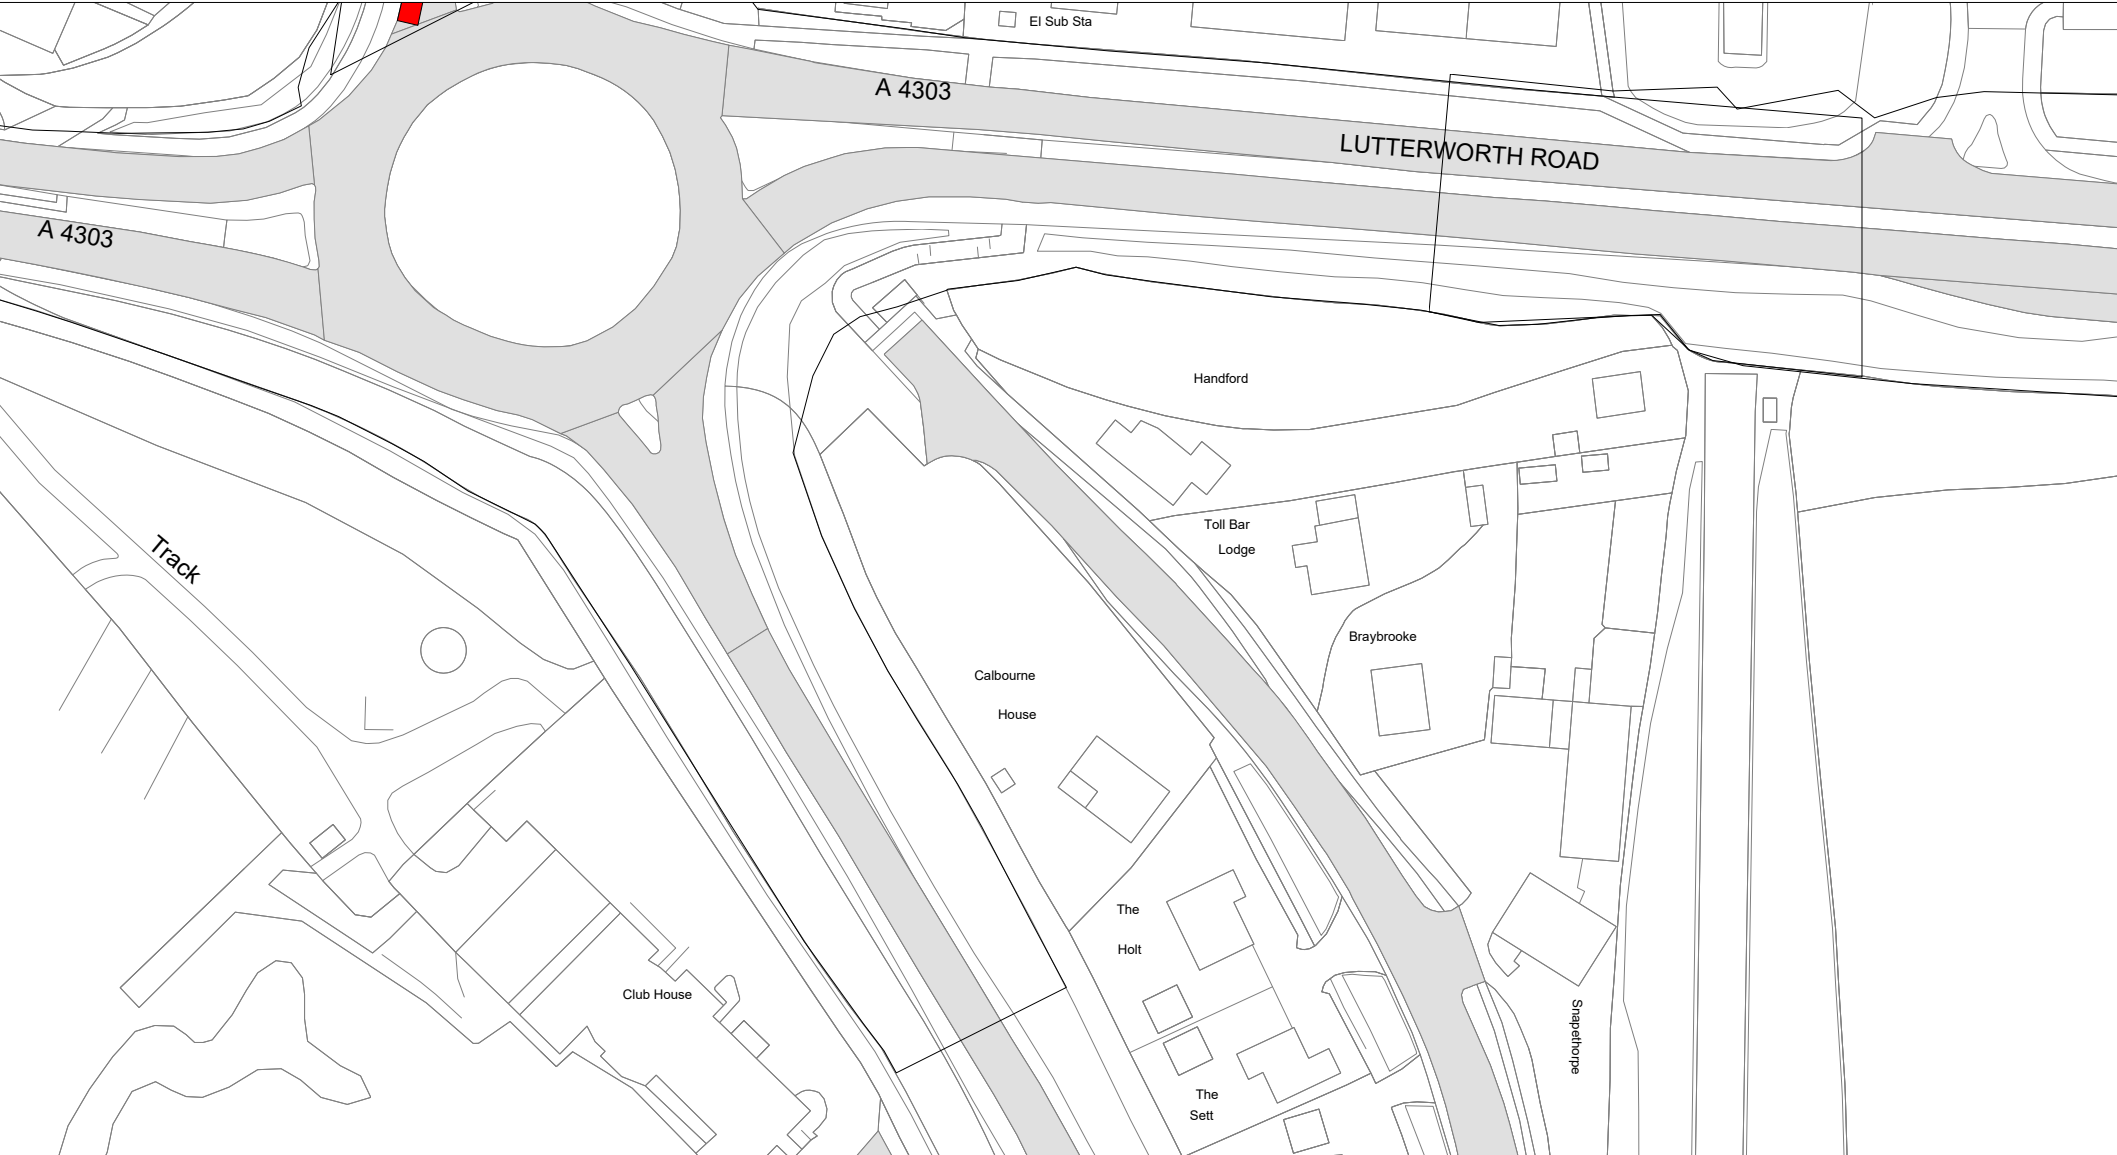 El Sub Sta
A 4303
LUTTERWORTH ROAD
A 4303
Handford
Toll Bar
Lodge
Track
Braybrooke
Calbourne
House
The
Holt
Club House
Snapethorpe
The
Sett